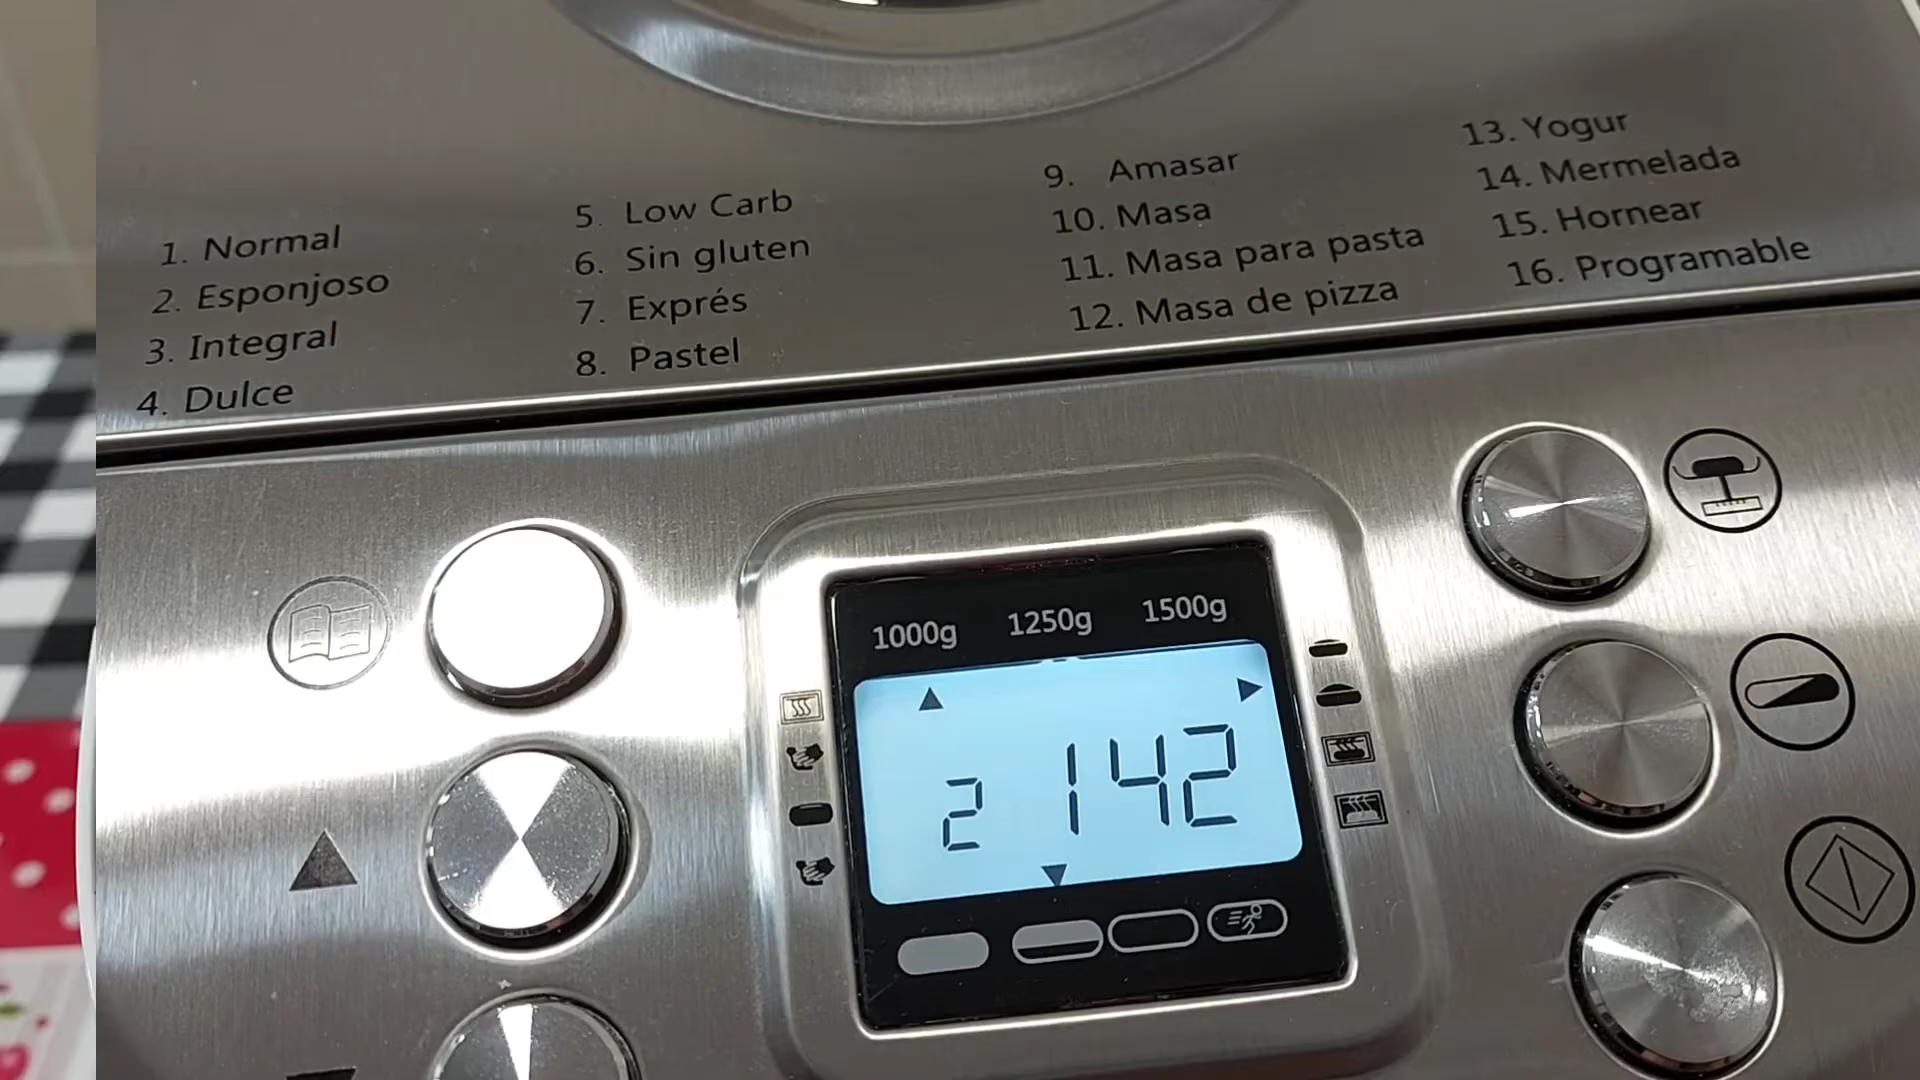 1. Normal
2. Esponjoso
3. Integral
4. Dulce
5. Low Carb
6. Sin gluten
7. Exprés
8. Pastel
9. Amasar
10. Masa
11. Masa para pasta
12. Masa de pizza
13. Yogur
14. Mermelada
15. Hornear
16. Programable
1000g 1250g 1500g
2 142